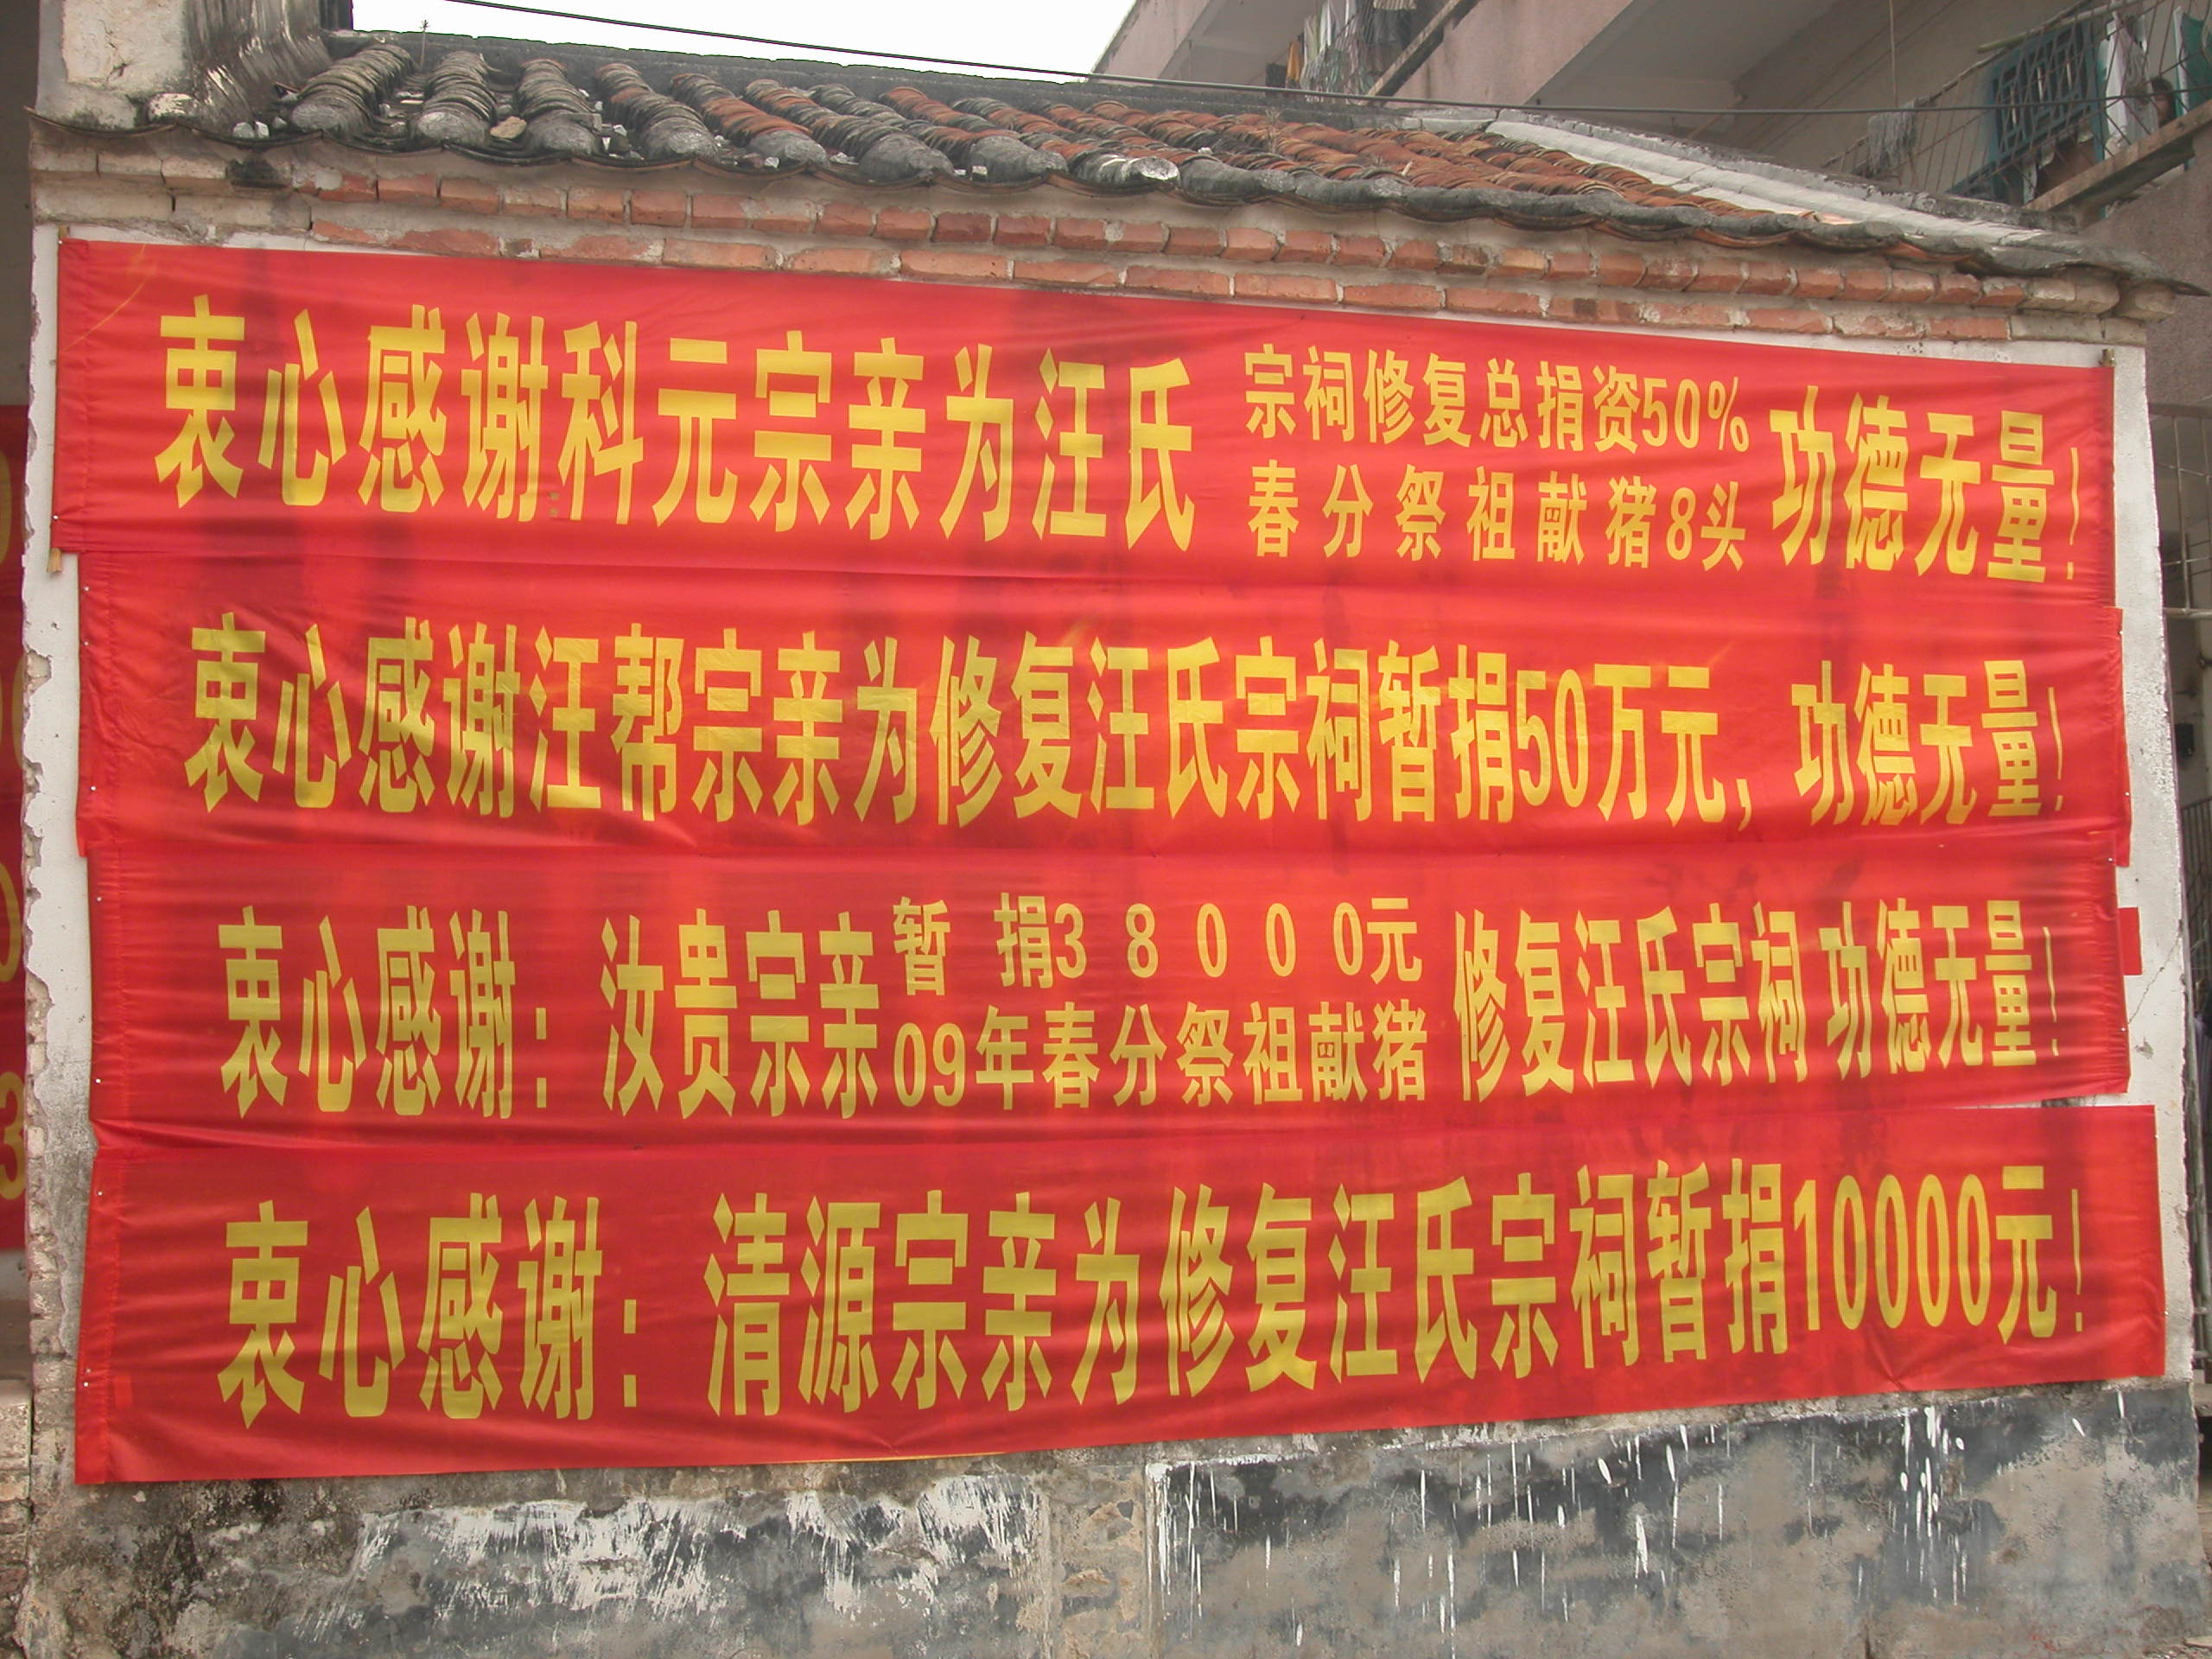 衷心感谢科元宗亲为汪氏 宗祠修复总捐资50% 功德无量！
春分祭祖献猪8头
衷心感谢汪帮宗亲为修复汪氏宗祠暂捐50万元，功德无量！
衷心感谢：汝贵宗亲 暂捐38000元 修复汪氏宗祠 功德无量！
09年春分祭祖献猪
衷心感谢：清源宗亲为修复汪氏宗祠暂捐10000元！